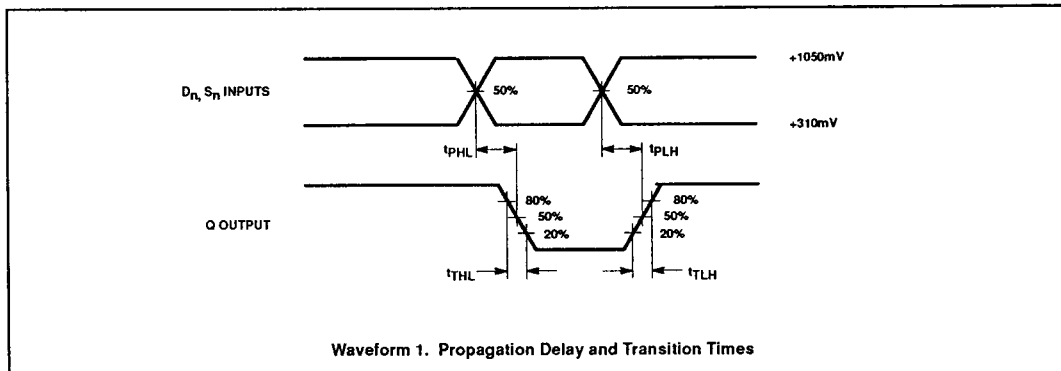 +1050mV
Dn, Sn INPUTS
50%
50%
+310mV
tPHL
tPLH
80%
80%
Q OUTPUT
50%
50%
20%
20%
tTHL
tTLH
Waveform 1. Propagation Delay and Transition Times